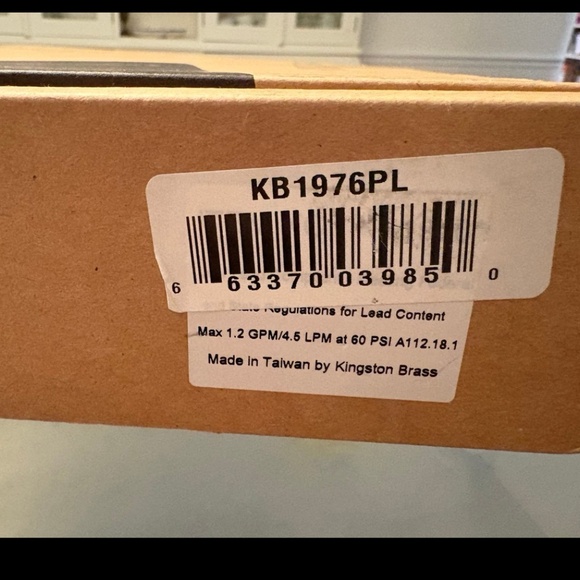 KB1976PL
6 63370 03985 0
State Regulations for Lead Content
Max 1.2 GPM/4.5 LPM at 60 PSI A112.18.1
Made in Taiwan by Kingston Brass